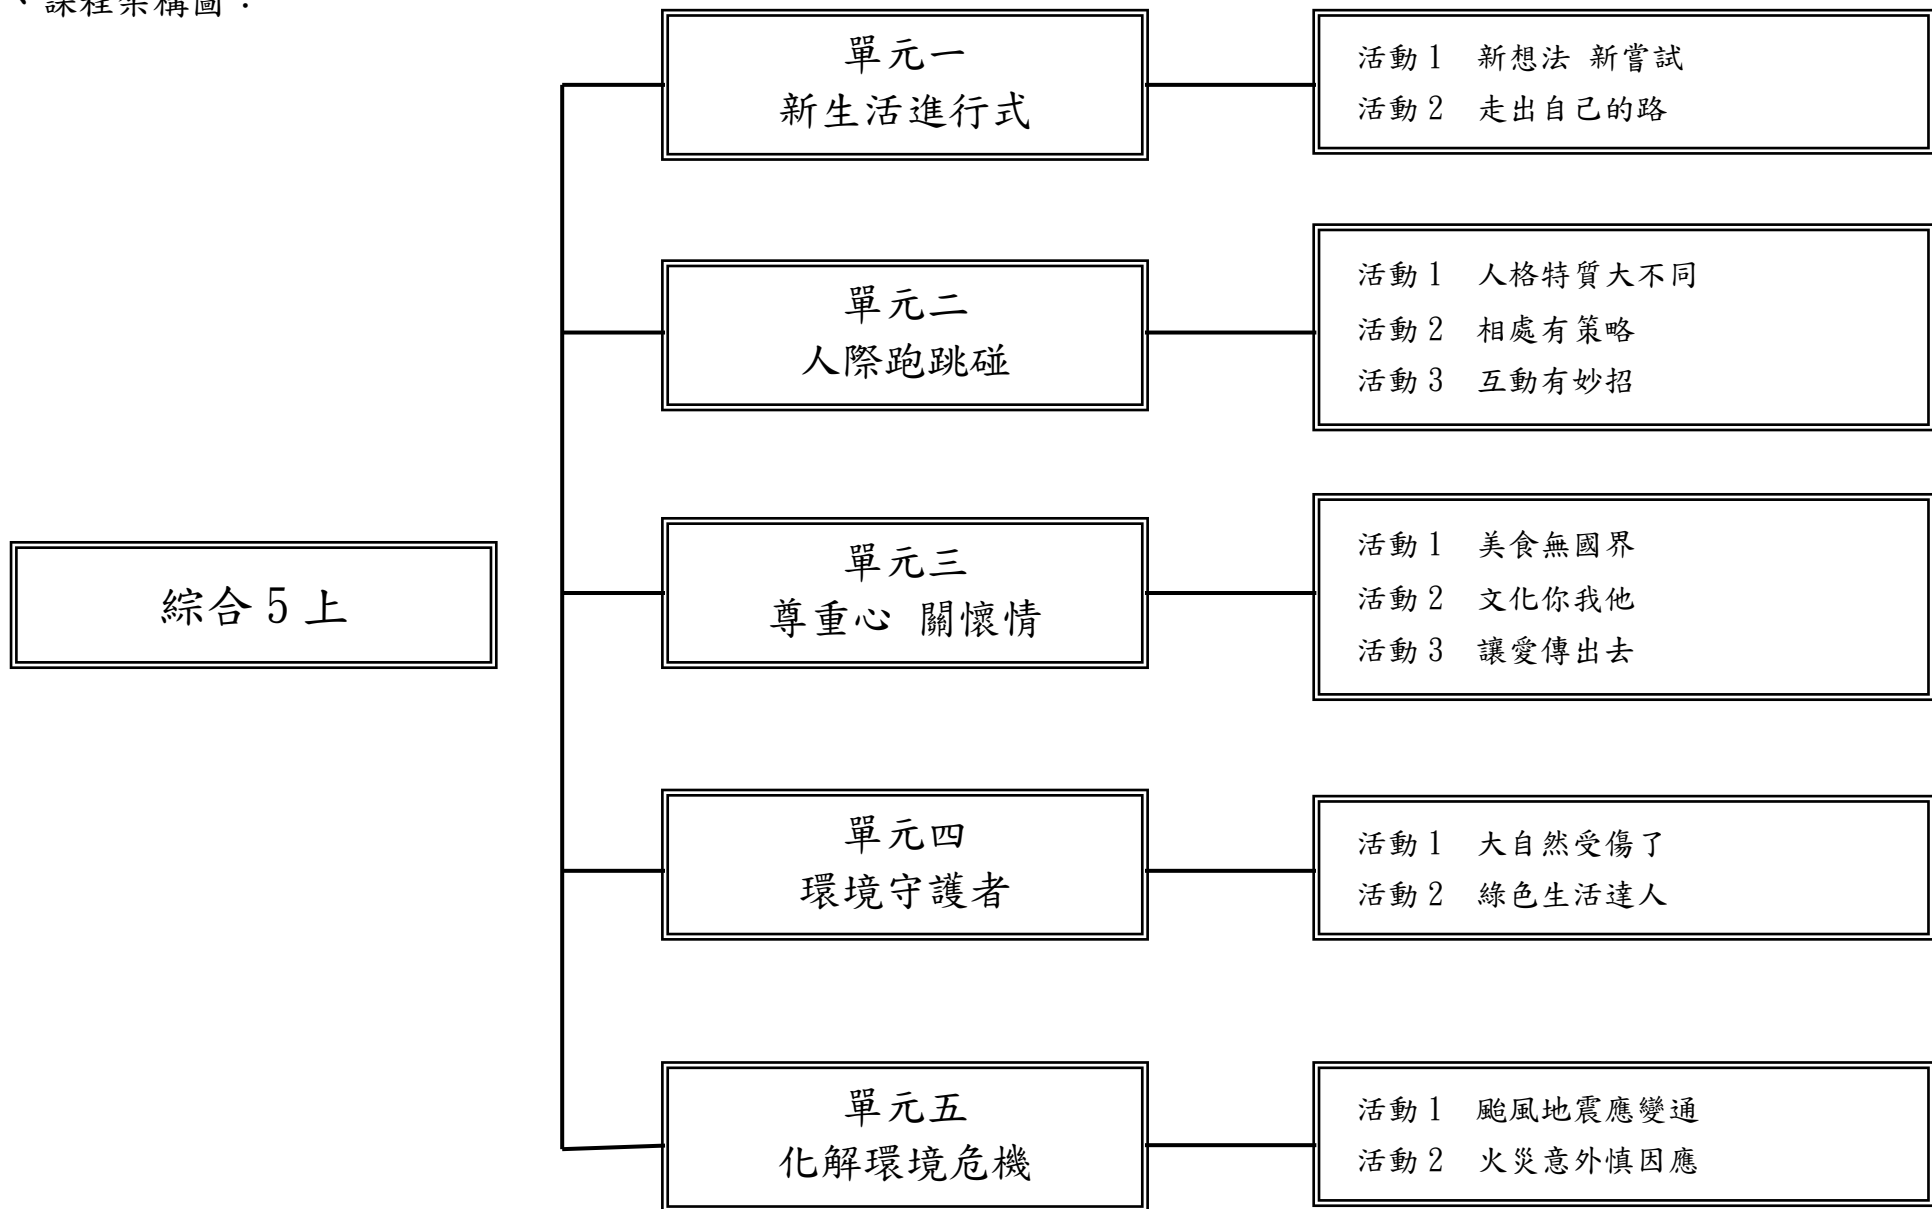 、課程架構圖：
綜合 5 上
單元一
新生活進行式
活動 1 新想法 新嘗試
活動 2 走出自己的路
單元二
人際跑跳碰
活動 1 人格特質大不同
活動 2 相處有策略
活動 3 互動有妙招
單元三
尊重心 關懷情
活動 1 美食無國界
活動 2 文化你我他
活動 3 讓愛傳出去
單元四
環境守護者
活動 1 大自然受傷了
活動 2 綠色生活達人
單元五
化解環境危機
活動 1 颱風地震應變通
活動 2 火災意外慎因應